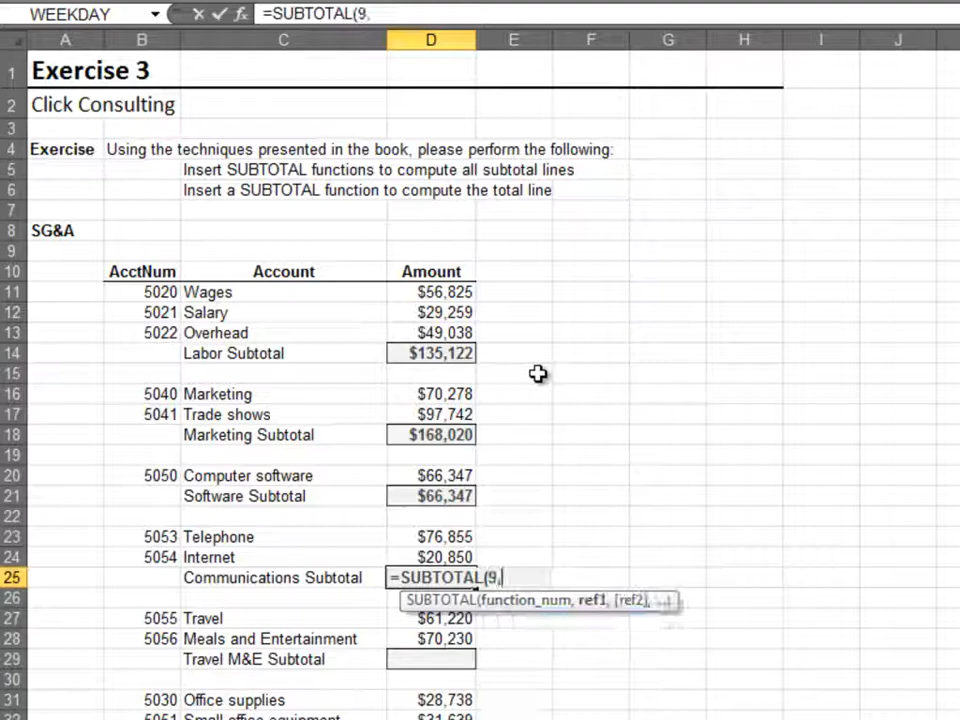 WEEKDAY =SUBTOTAL(9,
A B C D E F G H I J
1 Exercise 3
2 Click Consulting
3
4 Exercise Using the techniques presented in the book, please perform the following:
5 Insert SUBTOTAL functions to compute all subtotal lines
6 Insert a SUBTOTAL function to compute the total line
7
8 SG&A
9
10 AcctNum Account Amount
11 5020 Wages $56,825
12 5021 Salary $29,259
13 5022 Overhead $49,038
14 Labor Subtotal $135,122
15
16 5040 Marketing $70,278
17 5041 Trade shows $97,742
18 Marketing Subtotal $168,020
19
20 5050 Computer software $66,347
21 Software Subtotal $66,347
22
23 5053 Telephone $76,855
24 5054 Internet $20,850
25 Communications Subtotal =SUBTOTAL(9,
26 SUBTOTAL(function_num, ref1, [ref2], ...)
27 5055 Travel $61,220
28 5056 Meals and Entertainment $70,230
29 Travel M&E Subtotal
30
31 5030 Office supplies $28,738
32 5051 Small office equipment $31,639